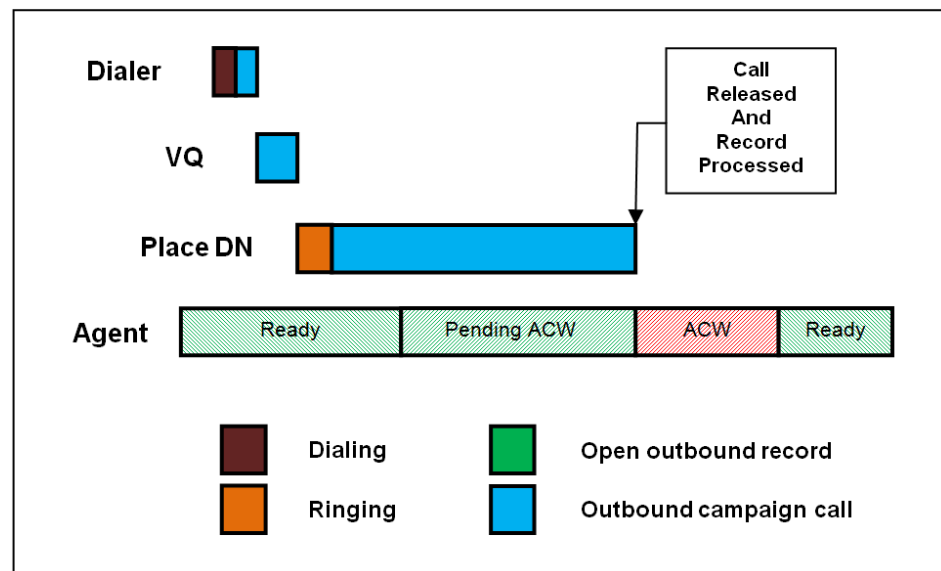 Dialer
Call
Released
And
Record
Processed
VQ
Place DN
Agent
Ready
Pending ACW
ACW
Ready
Dialing
Open outbound record
Ringing
Outbound campaign call